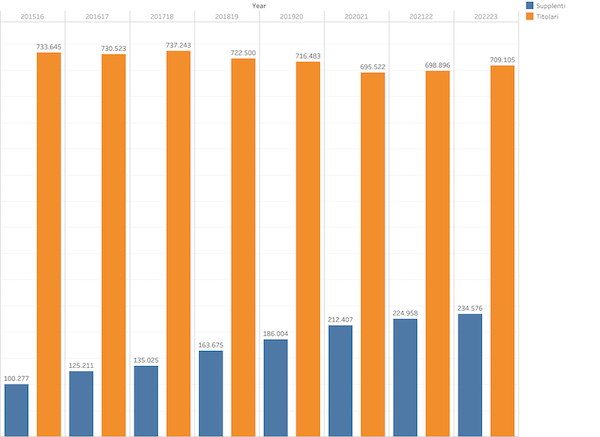 Year
201516 201617 201718 201819 201920 202021 202122 202223
Supplenti
Titolari
733.645 730.523 737.243 722.500 716.483 695.522 698.896 709.105
100.277 125.211 135.025 163.675 186.004 212.407 224.958 234.576